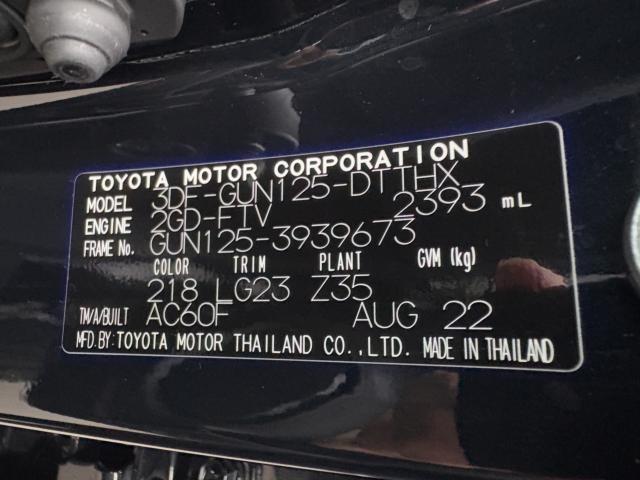 TOYOTA MOTOR CORPORATION
MODEL 3DF-GUN125-DTTHX
ENGINE 2GD-FTV 2393 mL
FRAME No. GUN125-3939673
COLOR TRIM PLANT GVM (kg)
218 LG23 Z35
TM/A/BUILT AC60F AUG 22
MFD.BY:TOYOTA MOTOR THAILAND CO.,LTD. MADE IN THAILAND